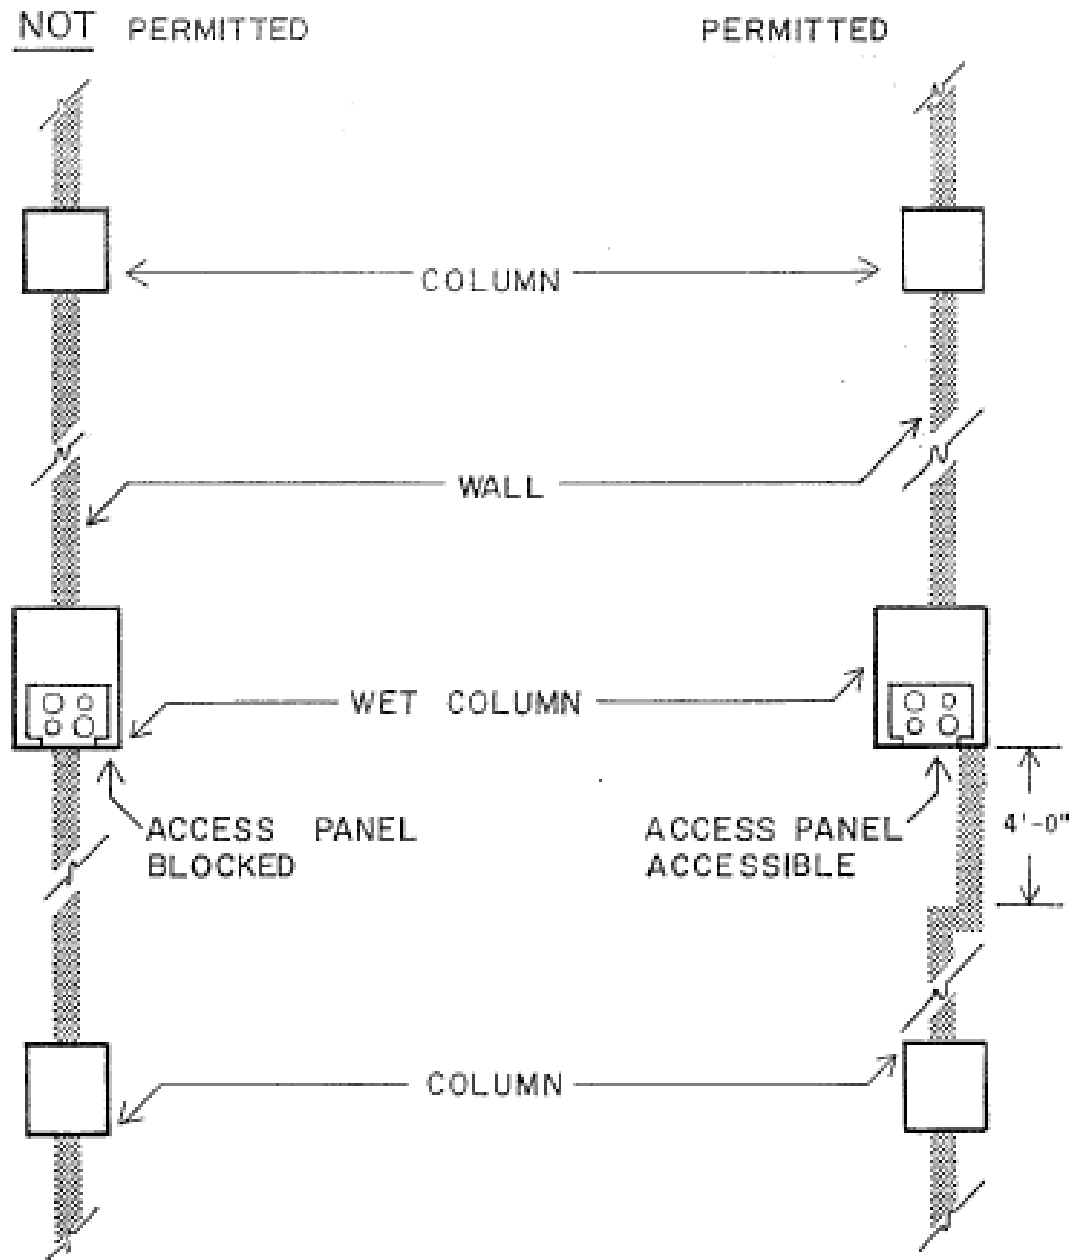 NOT PERMITTED
PERMITTED
COLUMN
WALL
WET COLUMN
ACCESS PANEL
BLOCKED
ACCESS PANEL
ACCESSIBLE
4'-0"
COLUMN